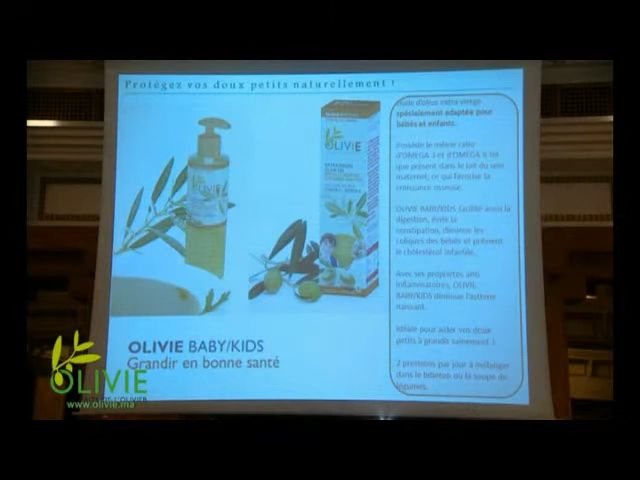 Protégez vos doux petits naturellement !
OLIVIE
OLIVIE
Huile d'olive extra vierge
spécialement adaptée pour
bébés et enfants.
Possède le même ratio
d'OMEGA 3 et d'OMEGA 6 tel
que présent dans le lait du sein
maternel, ce qui favorise la
croissance osseuse.
OLIVIE BABY/KIDS facilite aussi la
digestion, évite la
constipation, diminue les
coliques des bébés et prévient
le cholestérol infantile.
Avec ses propriétés anti
inflammatoires, OLIVIE
BABY/KIDS diminue l'asthme
naissant.
Idéale pour aider vos doux
petits à grandir sainement !
2 pressions par jour à mélanger
dans le biberon ou la soupe de
légumes.
OLIVIE BABY/KIDS
Grandir en bonne santé
OLIVIE
DE L'OLIVIER
www.olivie.ma